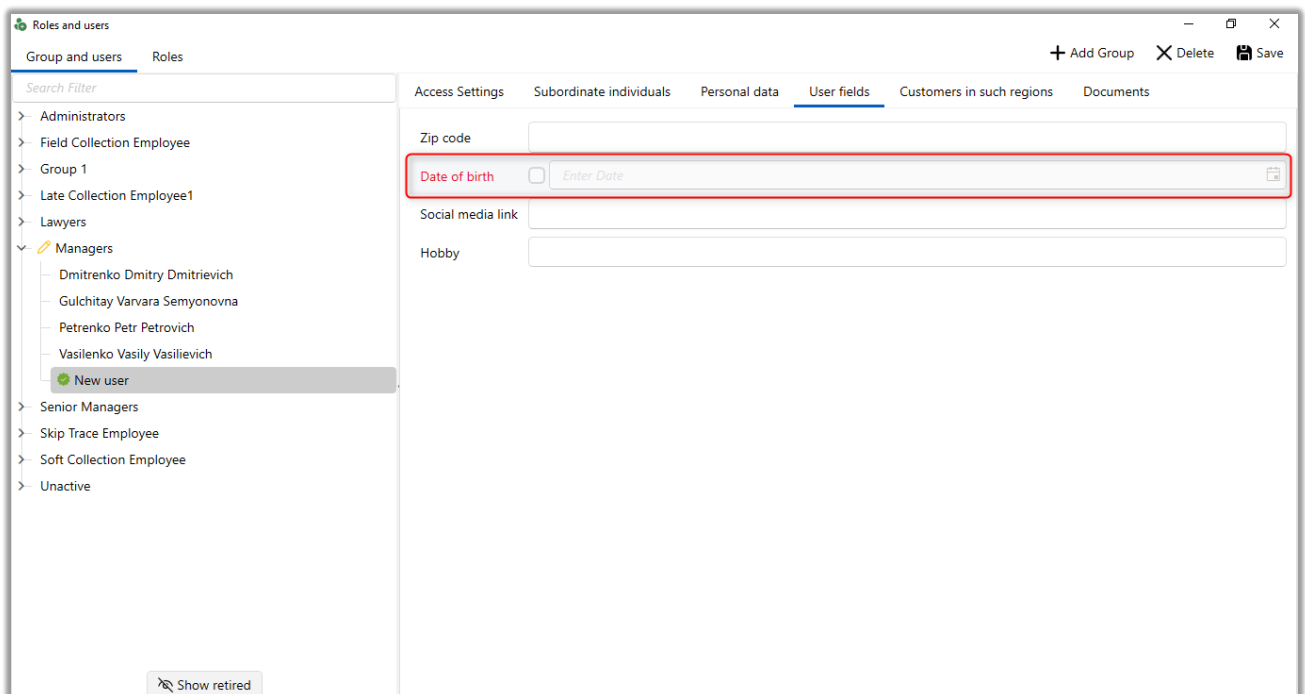 Roles and users
Group and users Roles
Add Group Delete Save
Search Filter
Administrators
Field Collection Employee
Group 1
Late Collection Employee1
Lawyers
Managers
Dmitrenko Dmitry Dmitrievich
Gulchitay Varvara Semyonovna
Petrenko Petr Petrovich
Vasilenko Vasily Vasilievich
New user
Senior Managers
Skip Trace Employee
Soft Collection Employee
Unactive
Show retired
Access Settings Subordinate individuals Personal data User fields Customers in such regions Documents
Zip code
Date of birth Enter Date
Social media link
Hobby